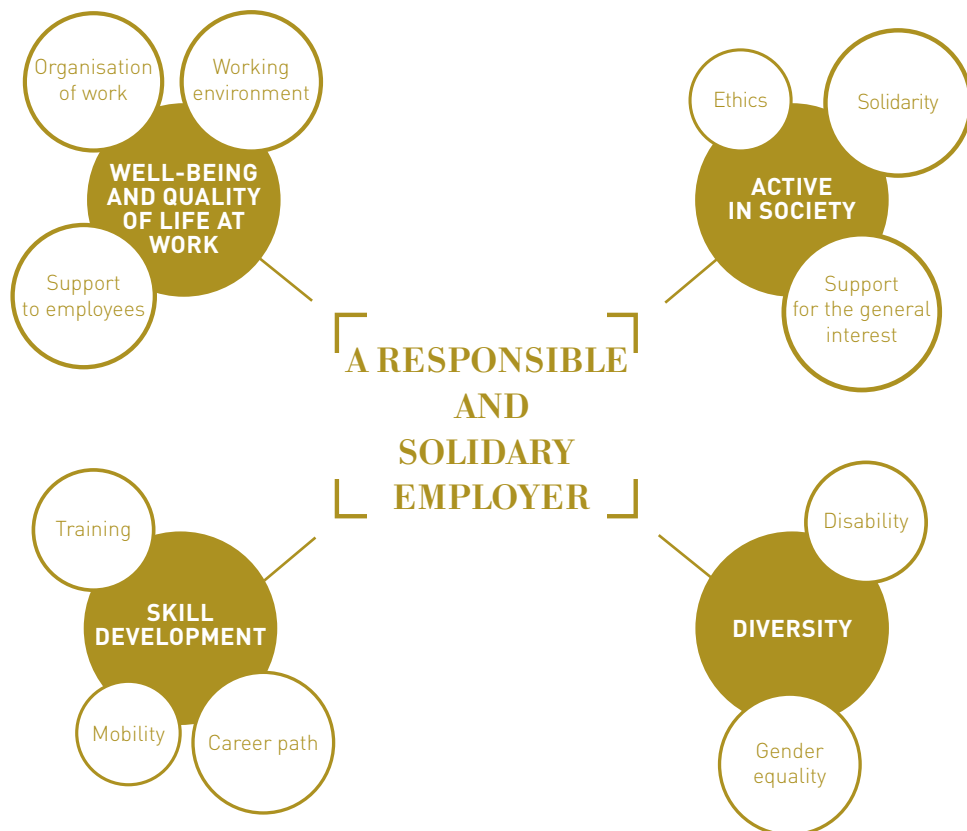 Organisation
of work
Working
environment
WELL-BEING
AND QUALITY
OF LIFE AT
WORK
Support
to employees
Ethics
Solidarity
ACTIVE
IN SOCIETY
Support
for the general
interest
A RESPONSIBLE
AND
SOLIDARY
EMPLOYER
Training
SKILL
DEVELOPMENT
Mobility
Career path
Disability
DIVERSITY
Gender
equality